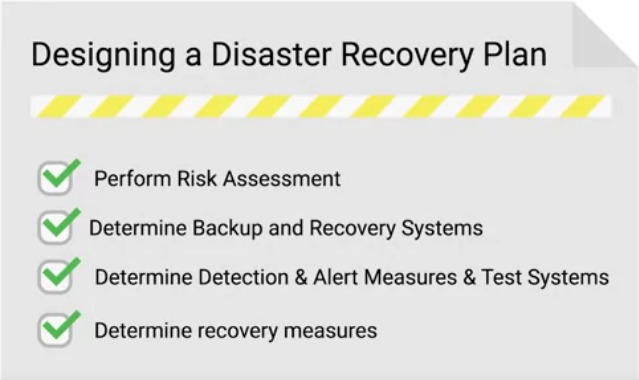 Designing a Disaster Recovery Plan
Perform Risk Assessment
Determine Backup and Recovery Systems
Determine Detection & Alert Measures & Test Systems
Determine recovery measures